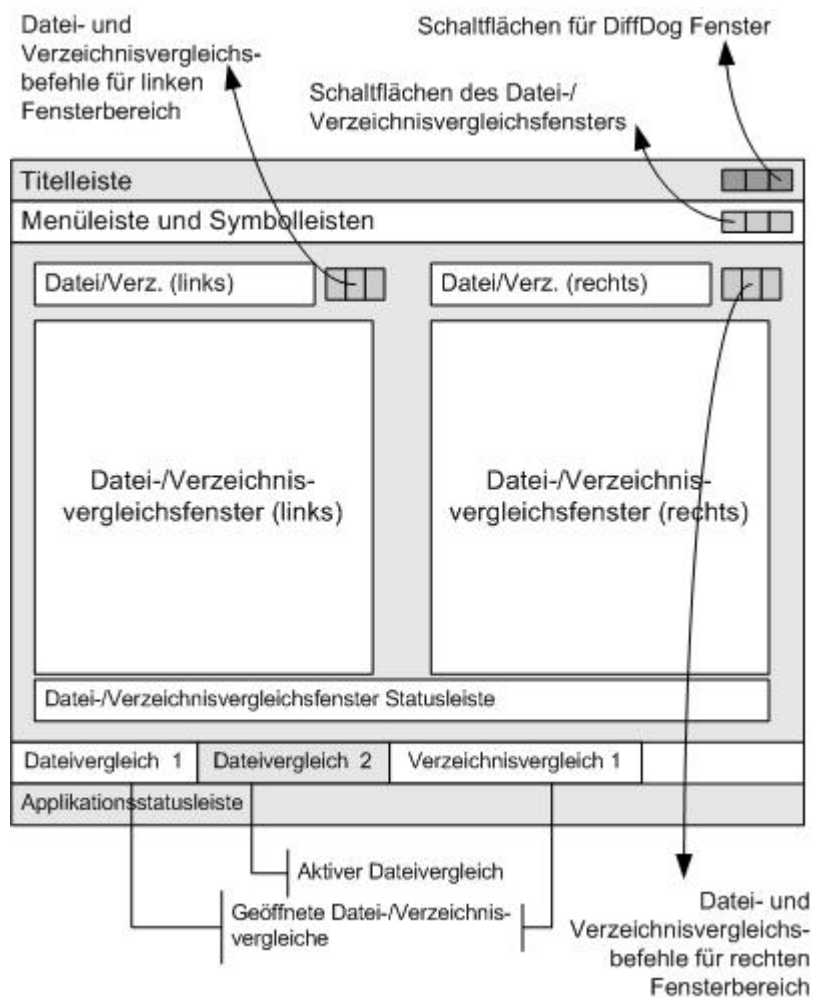 Datei- und
Verzeichnisvergleichs-
befehle für linken
Fensterbereich
Schaltflächen für DiffDog Fenster
Schaltflächen des Datei-/
Verzeichnisvergleichsfensters
Titelleiste
Menüleiste und Symbolleisten
Datei/Verz. (links)
Datei/Verz. (rechts)
Datei-/Verzeichnis-
vergleichsfenster (links)
Datei-/Verzeichnis-
vergleichsfenster (rechts)
Datei-/Verzeichnisvergleichsfenster Statusleiste
Dateivergleich 1
Dateivergleich 2
Verzeichnisvergleich 1
Applikationsstatusleiste
Aktiver Dateivergleich
Geöffnete Datei-/Verzeichnis-
vergleiche
Datei- und
Verzeichnisvergleichs-
befehle für rechten
Fensterbereich